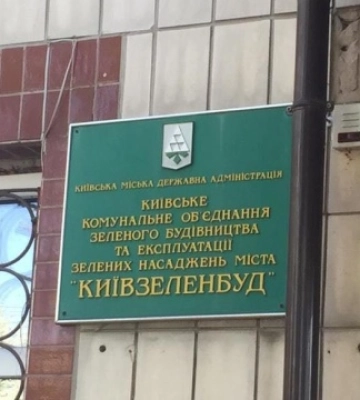 КИЇВСЬКА МІСЬКА ДЕРЖАВНА АДМІНІСТРАЦІЯ
КИЇВСЬКЕ
КОМУНАЛЬНЕ ОБ'ЄДНАННЯ
ЗЕЛЕНОГО БУДІВНИЦТВА
ТА ЕКСПЛУАТАЦІЇ
ЗЕЛЕНИХ НАСАДЖЕНЬ МІСТА
"КИЇВЗЕЛЕНБУД"